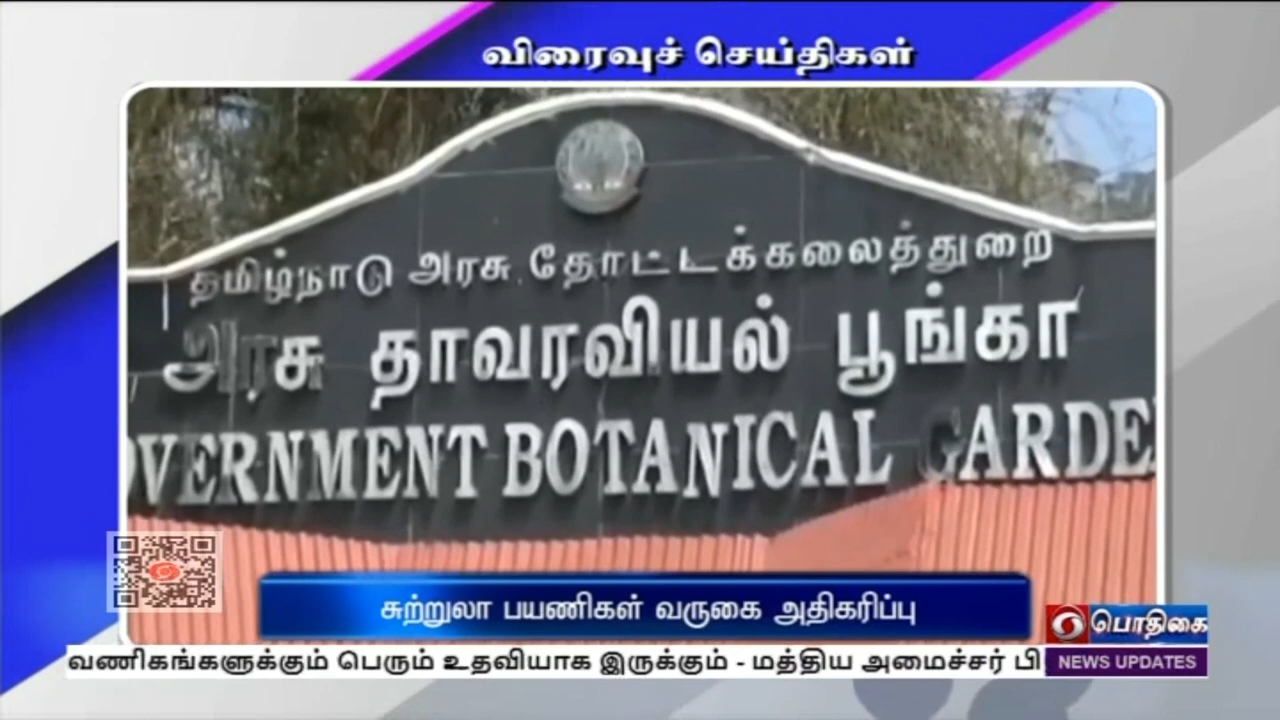 விரைவுச் செய்திகள்
தமிழ்நாடு அரசு தோட்டக்கலைத்துறை
அரசு தாவரவியல் பூங்கா
OVERNMENT BOTANICAL GARDE
சுற்றுலா பயணிகள் வருகை அதிகரிப்பு
பொதிகை
வணிகங்களுக்கும் பெரும் உதவியாக இருக்கும் - மத்திய அமைச்சர் பி
NEWS UPDATES